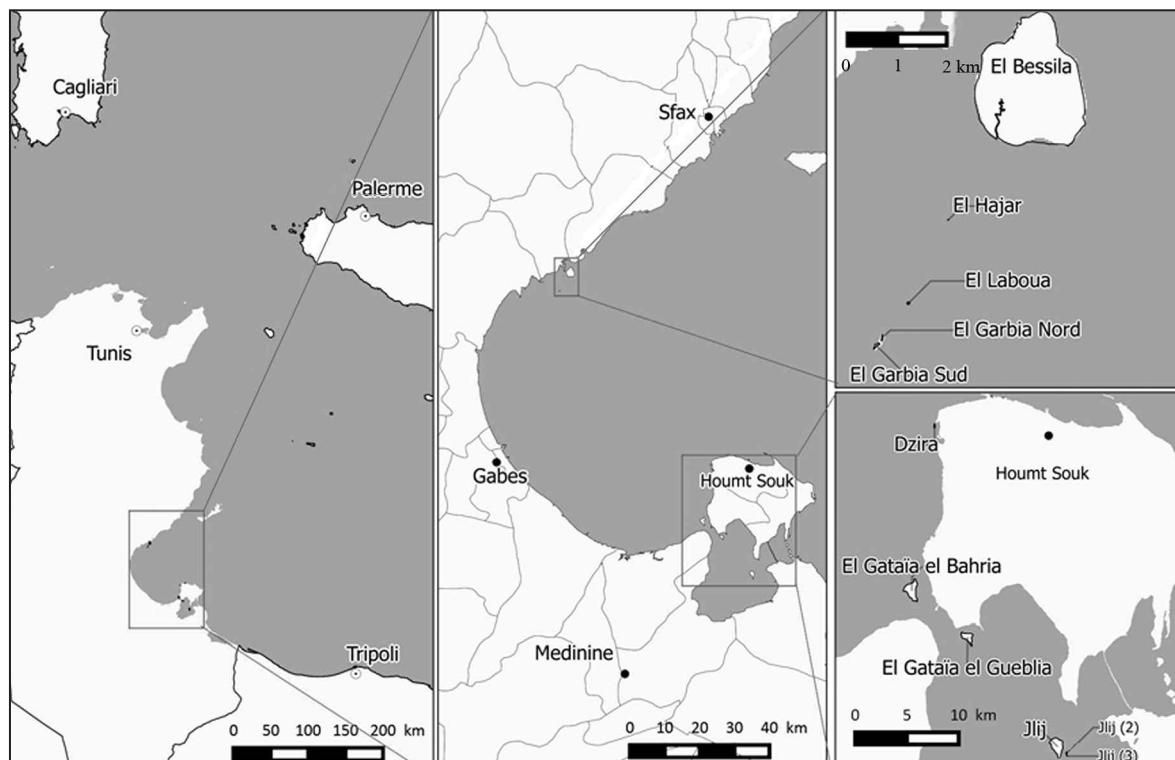 Cagliari
Palerme
Tunis
Tripoli
0 50 100 150 200 km
Sfax
Gabes
Houmt Souk
Medinine
0 10 20 30 40 km
0 1 2 km
El Bessila
El Hajar
El Laboua
El Garbia Nord
El Garbia Sud
Dzira
Houmt Souk
El Gataïa el Bahria
El Gataïa el Gueblia
0 5 10 km
Jlij
Jlij (2)
Jlij (3)